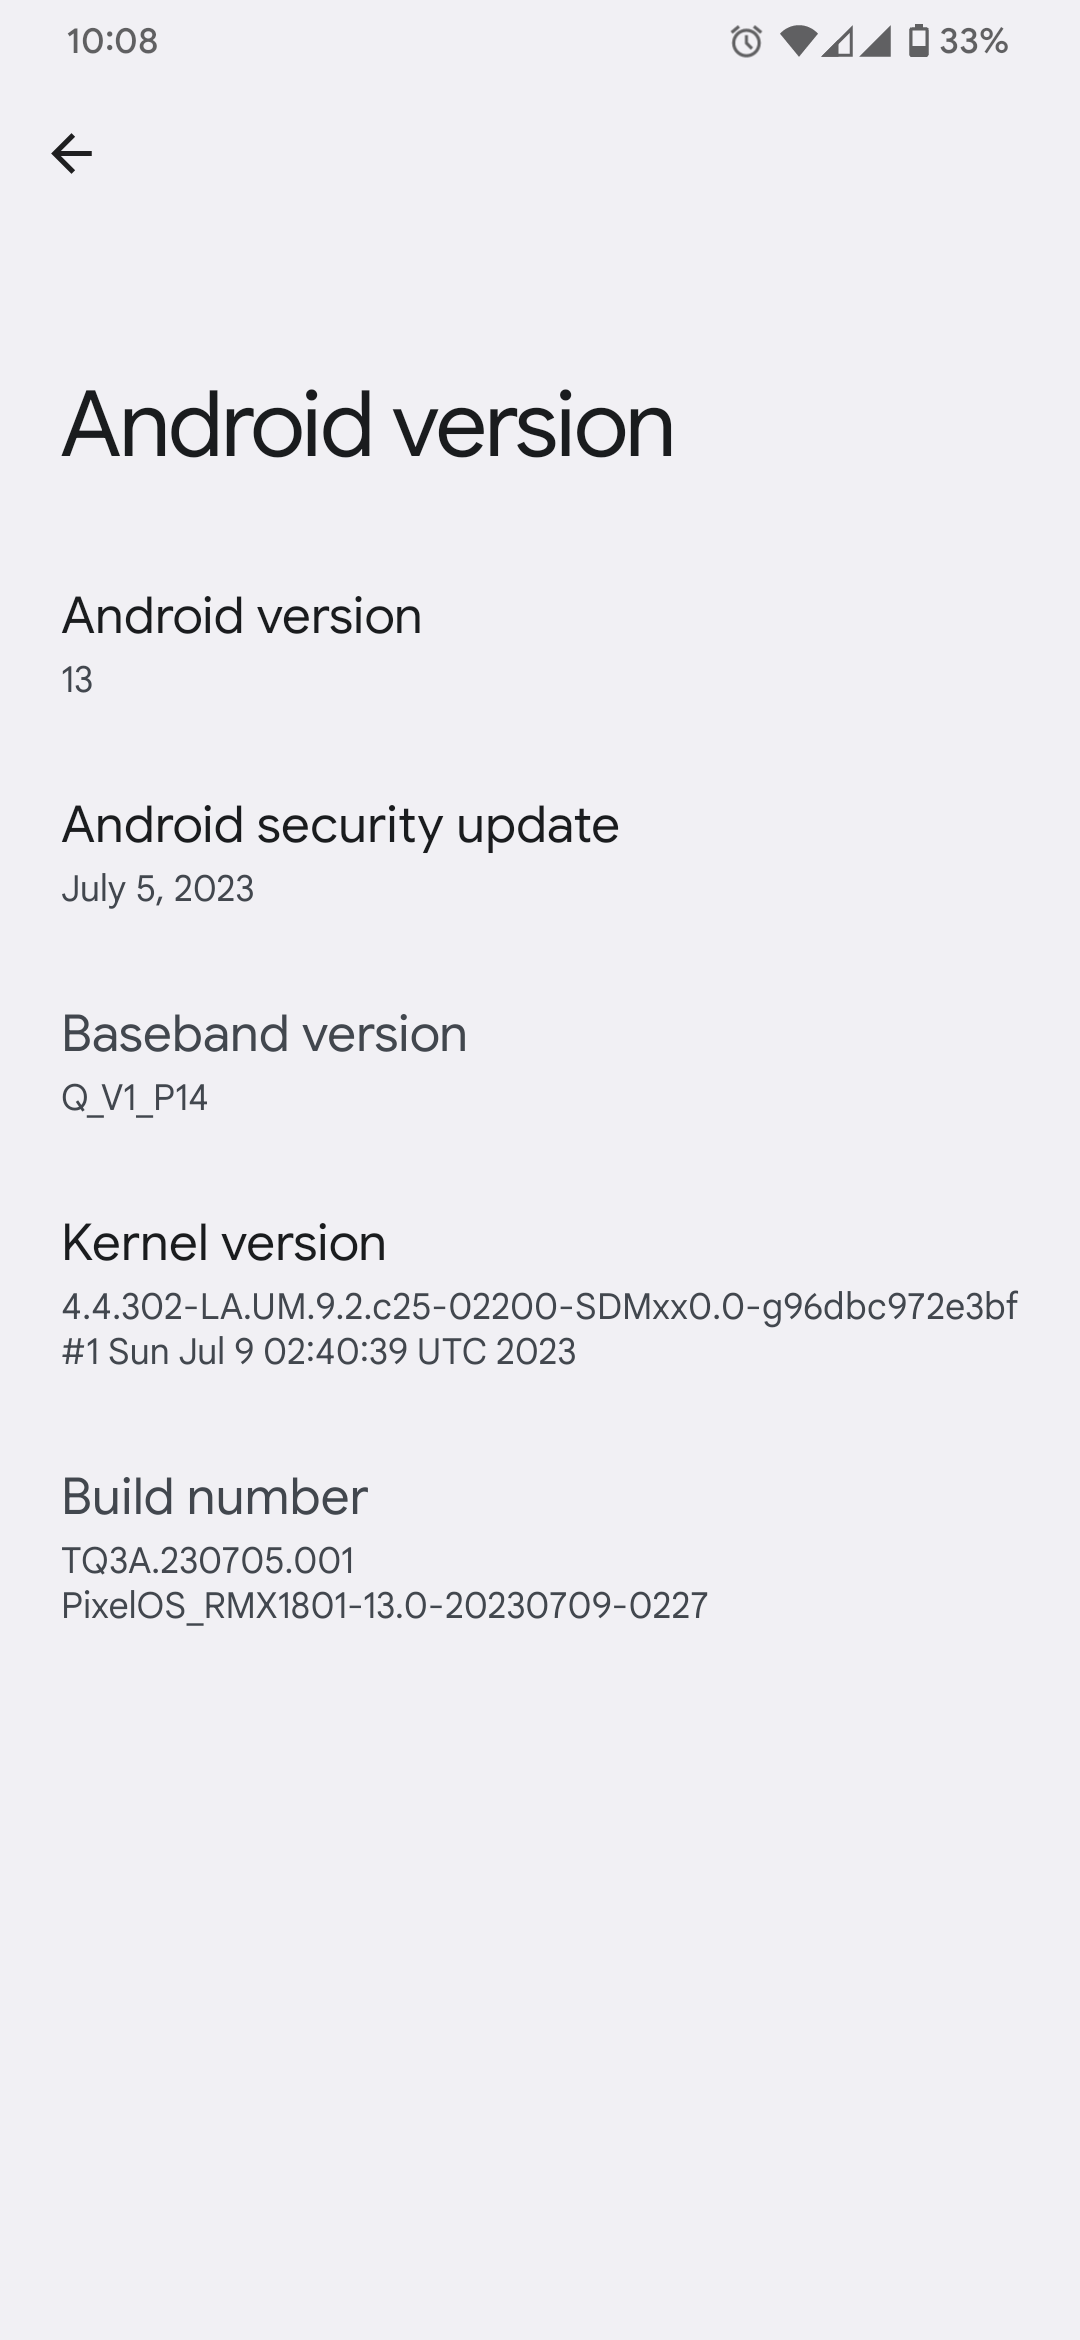 10:08
33%
Android version
Android version
13
Android security update
July 5, 2023
Baseband version
Q_V1_P14
Kernel version
4.4.302-LA.UM.9.2.c25-02200-SDMxx0.0-g96dbc972e3bf
#1 Sun Jul 9 02:40:39 UTC 2023
Build number
TQ3A.230705.001
PixelOS_RMX1801-13.0-20230709-0227